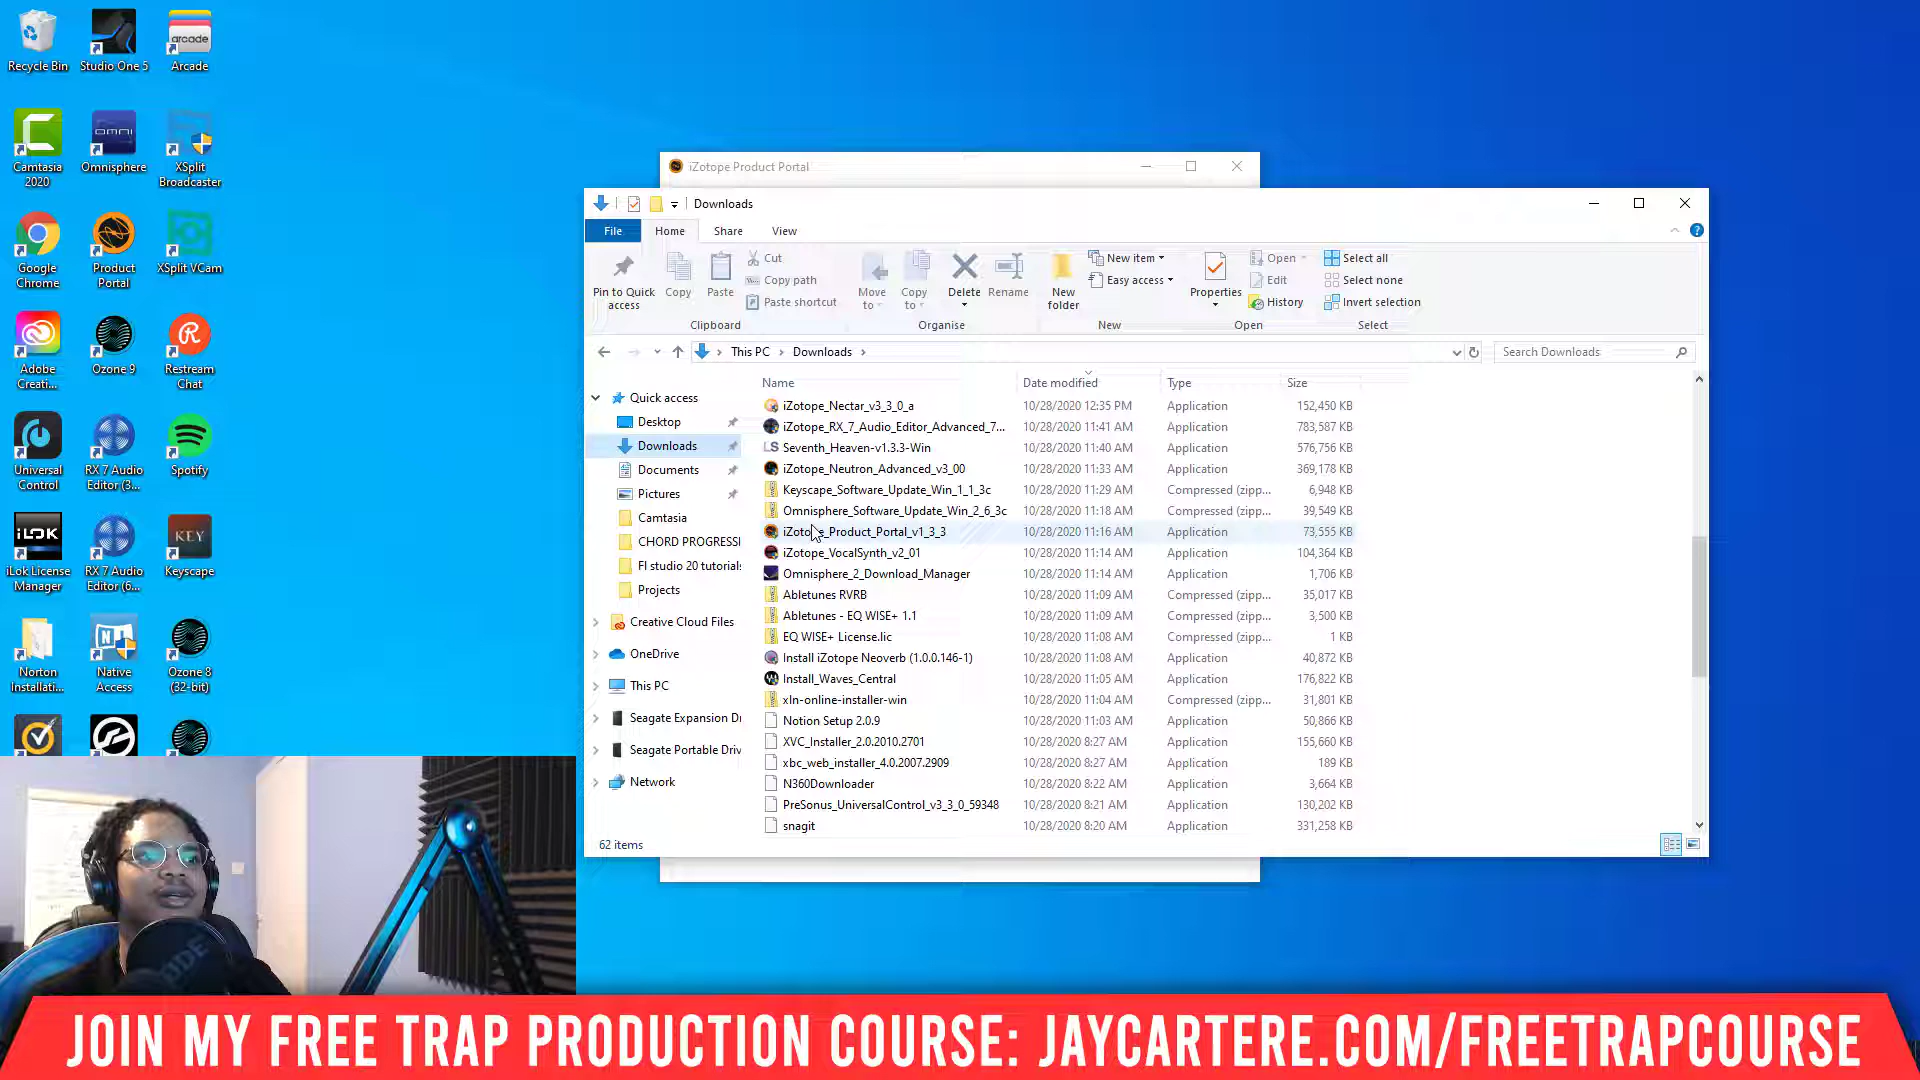 Recycle Bin
Studio One 5
arcade
Arcade
Camtasia 2020
OMNI
Omnisphere
XSplit Broadcaster
Google Chrome
Product Portal
XSplit VCam
Adobe Creati...
Ozone 9
Restream Chat
Universal Control
RX 7 Audio Editor (3...
Spotify
iLOK
iLok License Manager
RX 7 Audio Editor (6...
KEY
Keyscape
Norton Installati...
Native Access
Ozone 8 (32-bit)
iZotope Product Portal
Downloads
File Home Share View
Pin to Quick access
Copy
Paste
Cut
Copy path
Paste shortcut
Clipboard
Move to
Copy to
Delete
Rename
Organise
New folder
New item
Easy access
New
Properties
Open
Edit
History
Open
Select all
Select none
Invert selection
Select
This PC > Downloads >
Search Downloads
Name Date modified Type Size
Quick access
Desktop
Downloads
Documents
Pictures
Camtasia
CHORD PROGRESSI
Fl studio 20 tutorials
Projects
Creative Cloud Files
OneDrive
This PC
Seagate Expansion Dr
Seagate Portable Driv
Network
iZotope_Nectar_v3_3_0_a 10/28/2020 12:35 PM Application 152,450 KB
iZotope_RX_7_Audio_Editor_Advanced_7... 10/28/2020 11:41 AM Application 783,587 KB
LS Seventh_Heaven-v1.3.3-Win 10/28/2020 11:40 AM Application 576,756 KB
iZotope_Neutron_Advanced_v3_00 10/28/2020 11:33 AM Application 369,178 KB
Keyscape_Software_Update_Win_1_1_3c 10/28/2020 11:29 AM Compressed (zipp... 6,948 KB
Omnisphere_Software_Update_Win_2_6_3c 10/28/2020 11:18 AM Compressed (zipp... 39,549 KB
iZotope_Product_Portal_v1_3_3 10/28/2020 11:16 AM Application 73,555 KB
iZotope_VocalSynth_v2_01 10/28/2020 11:14 AM Application 104,364 KB
Omnisphere_2_Download_Manager 10/28/2020 11:14 AM Application 1,706 KB
Abletunes RVRB 10/28/2020 11:09 AM Compressed (zipp... 35,017 KB
Abletunes - EQ WISE+ 1.1 10/28/2020 11:09 AM Compressed (zipp... 3,500 KB
EQ WISE+ License.lic 10/28/2020 11:08 AM Compressed (zipp... 1 KB
Install iZotope Neoverb (1.0.0.146-1) 10/28/2020 11:08 AM Application 40,872 KB
Install_Waves_Central 10/28/2020 11:05 AM Application 176,822 KB
xln-online-installer-win 10/28/2020 11:04 AM Compressed (zipp... 31,801 KB
Notion Setup 2.0.9 10/28/2020 11:03 AM Application 50,866 KB
XVC_Installer_2.0.2010.2701 10/28/2020 8:27 AM Application 155,660 KB
xbc_web_installer_4.0.2007.2909 10/28/2020 8:27 AM Application 189 KB
N360Downloader 10/28/2020 8:22 AM Application 3,664 KB
PreSonus_UniversalControl_v3_3_0_59348 10/28/2020 8:21 AM Application 130,202 KB
snagit 10/28/2020 8:20 AM Application 331,258 KB
62 items
JOIN MY FREE TRAP PRODUCTION COURSE: JAYCARTERE.COM/FREETRAPCOURSE